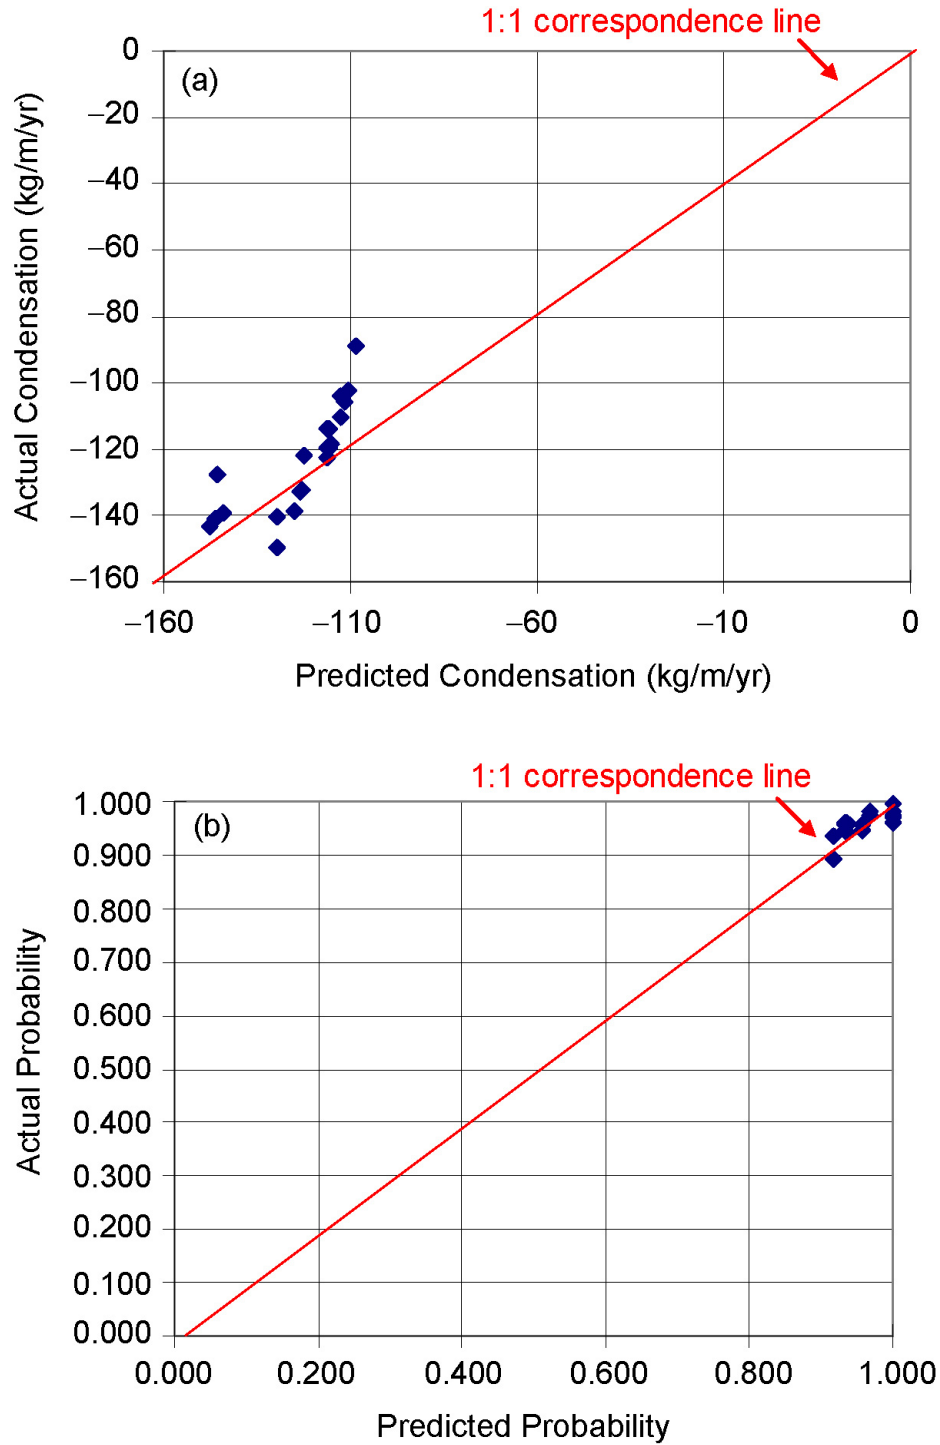 1:1 correspondence line
(a)
0
−20
−40
−60
−80
−100
−120
−140
−160
Actual Condensation (kg/m/yr)
−160 −110 −60 −10 0
Predicted Condensation (kg/m/yr)
1:1 correspondence line
(b)
1.000
0.900
0.800
0.700
0.600
0.500
0.400
0.300
0.200
0.100
0.000
Actual Probability
0.000 0.200 0.400 0.600 0.800 1.000
Predicted Probability